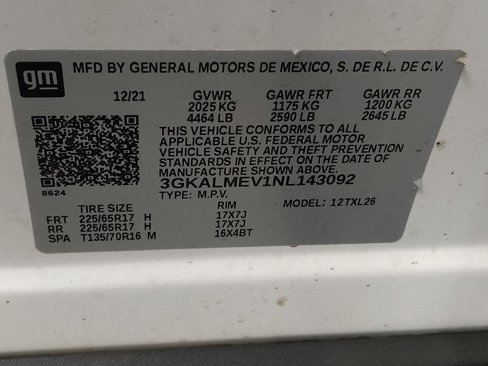 gm
MFD BY GENERAL MOTORS DE MEXICO, S. DE R.L. DE C.V.
12/21 GVWR GAWR FRT GAWR RR
2025 KG 1175 KG 1200 KG
4464 LB 2590 LB 2645 LB
THIS VEHICLE CONFORMS TO ALL
APPLICABLE U.S. FEDERAL MOTOR
VEHICLE SAFETY AND THEFT PREVENTION
STANDARDS IN EFFECT ON THE DATE OF
MANUFACTURE SHOWN ABOVE.
3GKALMEV1NL143092
8624
TYPE: M.P.V. MODEL: 12TXL26
TIRE SIZE RIM
FRT 225/65R17 H 17X7J
RR 225/65R17 H 17X7J
SPA T135/70R16 M 16X4BT